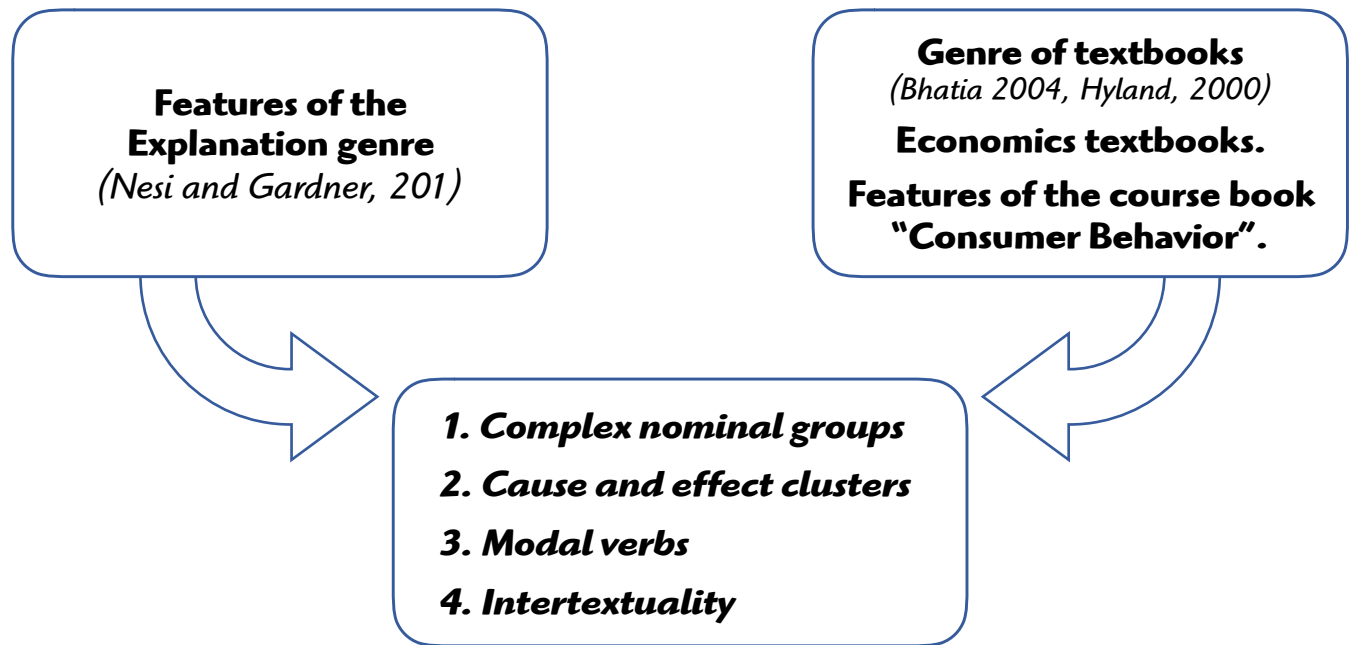 Features of the
Explanation genre
(Nesi and Gardner, 201)
Genre of textbooks
(Bhatia 2004, Hyland, 2000)
Economics textbooks.
Features of the course book
“Consumer Behavior”.
1. Complex nominal groups
2. Cause and effect clusters
3. Modal verbs
4. Intertextuality